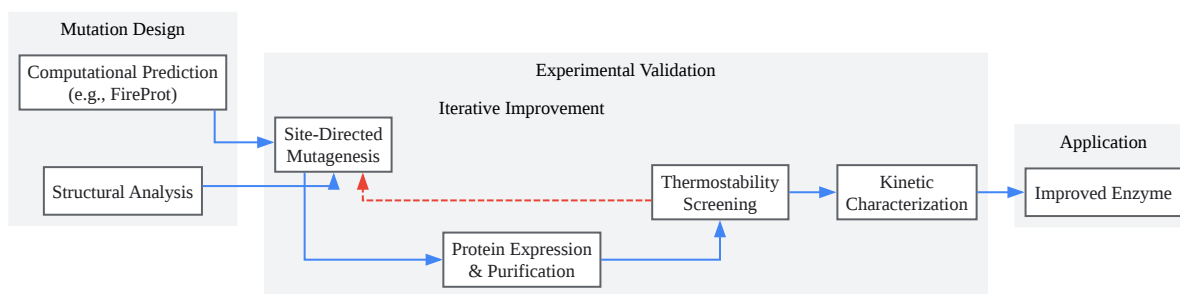 Mutation Design
Computational Prediction
(e.g., FireProt)
Structural Analysis
Experimental Validation
Iterative Improvement
Site-Directed
Mutagenesis
Protein Expression
& Purification
Thermostability
Screening
Kinetic
Characterization
Application
Improved Enzyme